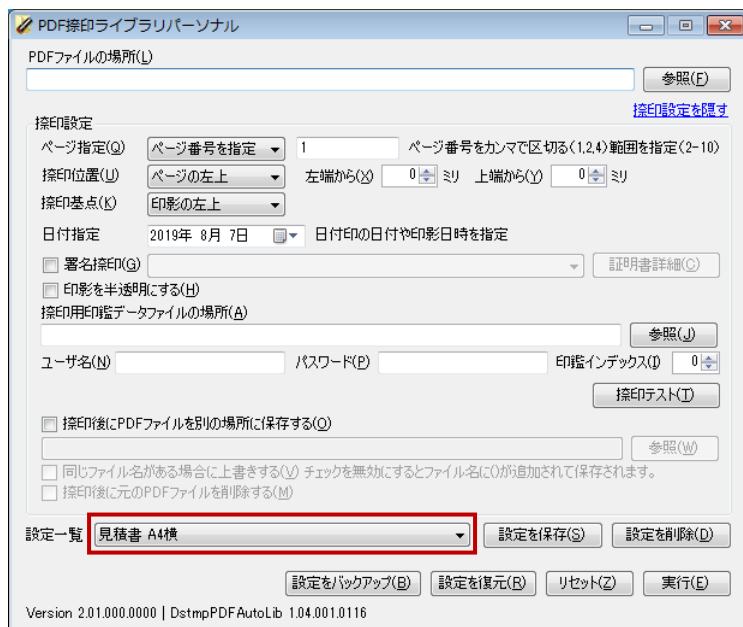 PDF捺印ライブラリパーソナル
PDFファイルの場所(L)
参照(F)
捺印設定を隠す
捺印設定
ページ指定(Q) ページ番号を指定 1 ページ番号をカンマで区切る(1,2,4)範囲を指定(2-10)
捺印位置(U) ページの左上 左端から(X) 0 ミリ 上端から(Y) 0 ミリ
捺印基点(K) 印影の左上
日付指定 2019年 8月 7日 日付印の日付や印影日時を指定
署名捺印(G) 証明書詳細(C)
印影を半透明にする(H)
捺印用印鑑データファイルの場所(A)
参照(J)
ユーザ名(N) パスワード(P) 印鑑インデックス(I) 0
捺印テスト(T)
捺印後にPDFファイルを別の場所に保存する(O)
参照(W)
同じファイル名がある場合に上書きする(V) チェックを無効にするとファイル名に()が追加されて保存されます。
捺印後に元のPDFファイルを削除する(M)
設定一覧 見積書 A4横 設定を保存(S) 設定を削除(D)
設定をバックアップ(B) 設定を復元(R) リセット(Z) 実行(E)
Version 2.01.000.0000 | DstmpPDFAutoLib 1.04.001.0116